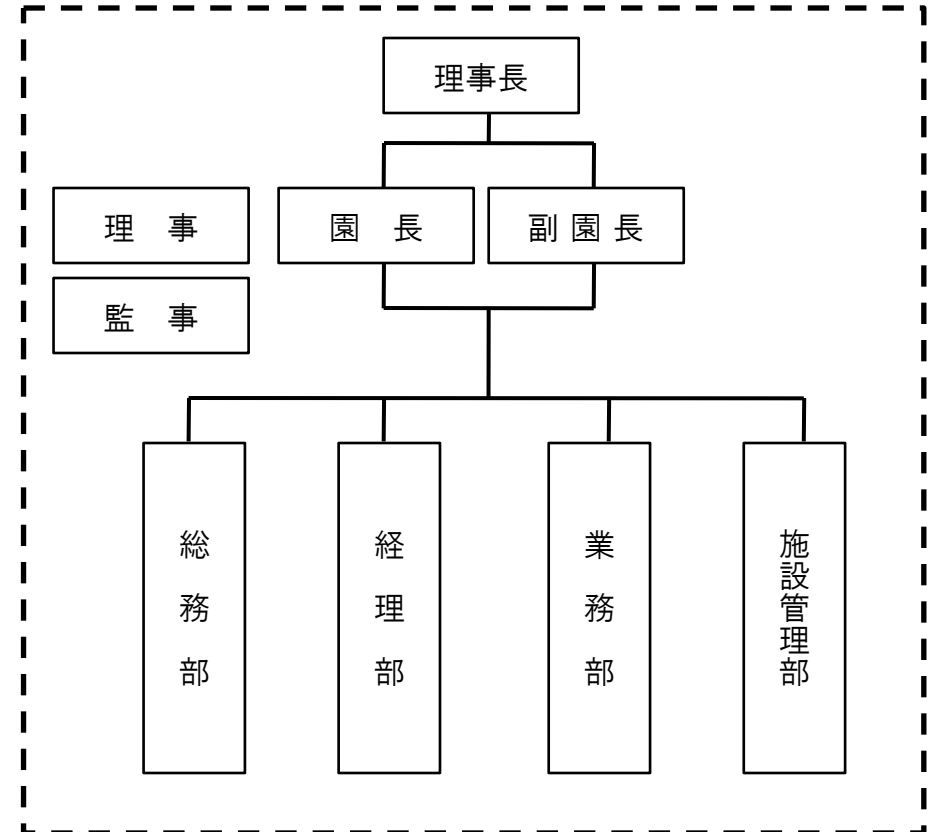 理事長
理　事
園　長
副 園 長
監　事
総務部
経理部
業務部
施設管理部